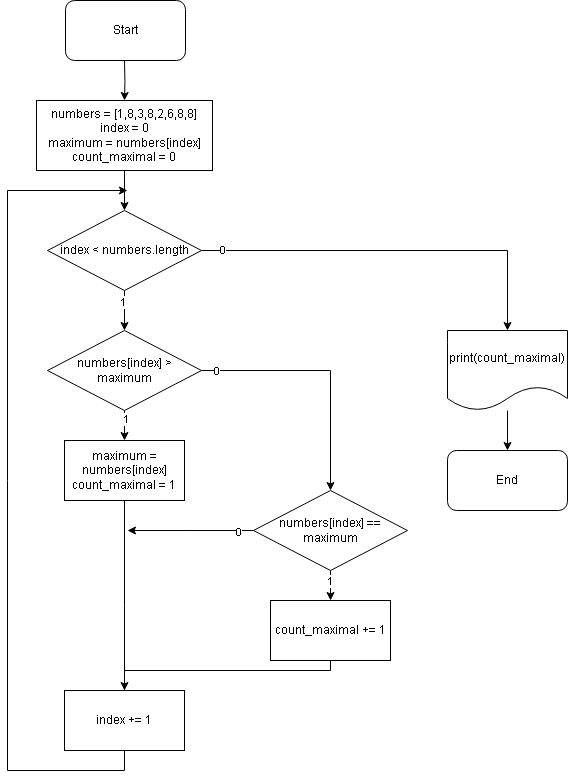 Start
numbers = [1,8,3,8,2,6,8,8]
index = 0
maximum = numbers[index]
count_maximal = 0
index < numbers.length
0
1
print(count_maximal)
numbers[index] >
maximum
0
1
maximum =
numbers[index]
count_maximal = 1
End
numbers[index] ==
maximum
0
1
count_maximal += 1
index += 1